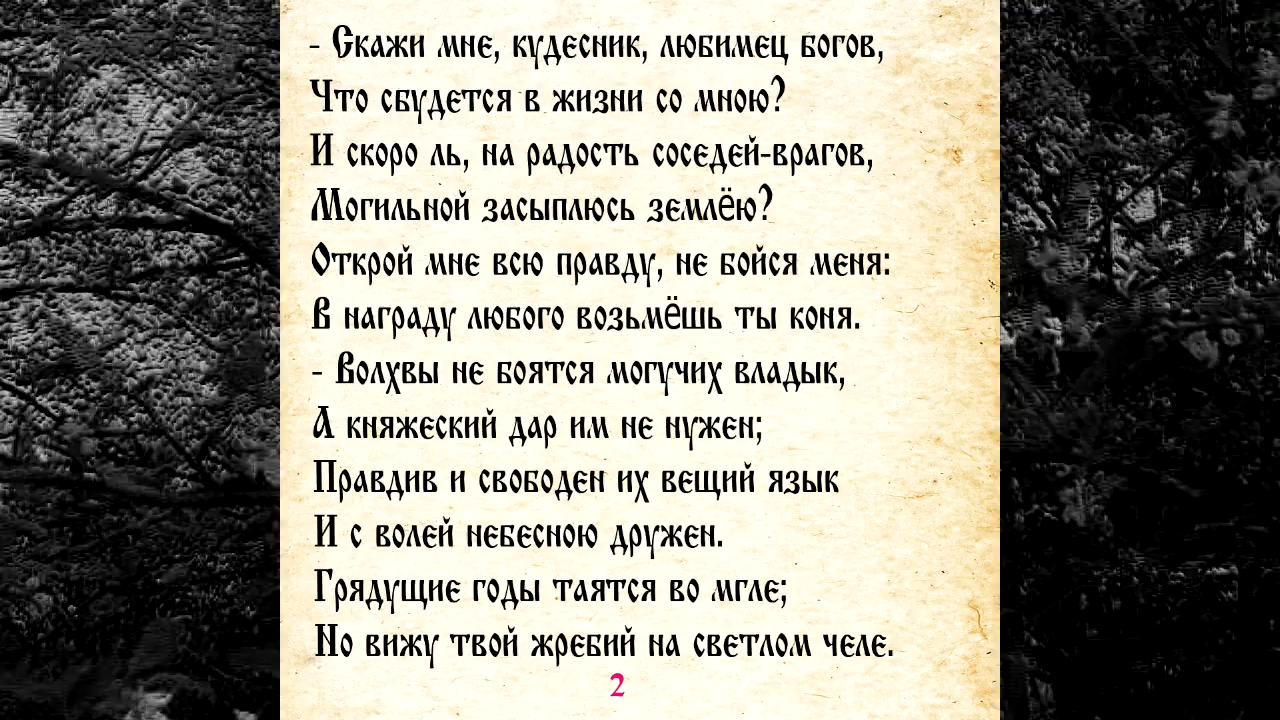 - Скажи мне, кудесник, любимец богов,
Что сбудется в жизни со мною?
И скоро ль, на радость соседей-врагов,
Могильной засыплюсь землёю?
Открой мне всю правду, не бойся меня:
В награду любого возьмёшь ты коня.
- Волхвы не боятся могучих владык,
А княжеский дар им не нужен;
Правдив и свободен их вещий язык
И с волей небесною дружен.
Грядущие годы таятся во мгле;
Но вижу твой жребий на светлом челе.
2